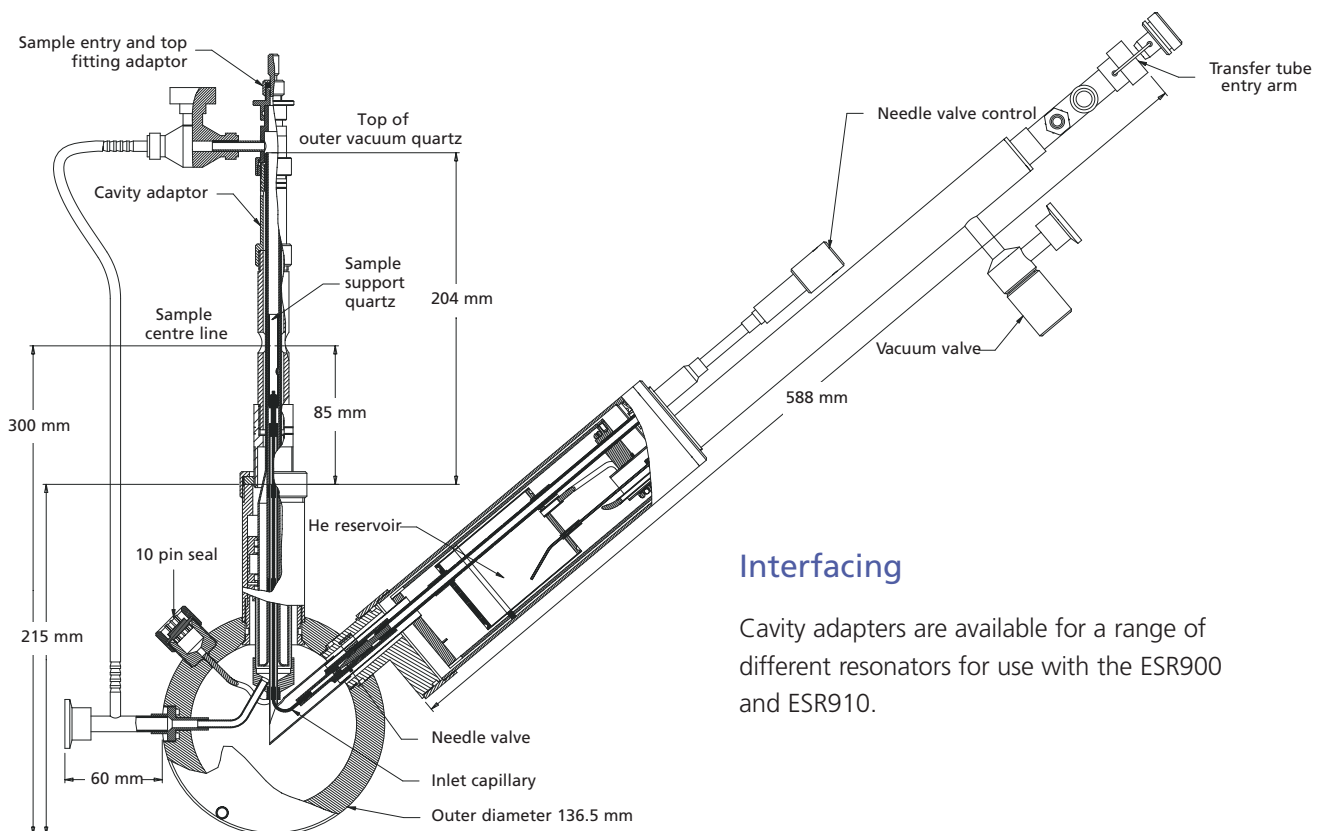 Sample entry and top
fitting adaptor
Transfer tube
entry arm
Needle valve control
Top of
outer vacuum quartz
Cavity adaptor
Sample
support
quartz
204 mm
Sample
centre line
Vacuum valve
588 mm
85 mm
300 mm
He reservoir
10 pin seal
215 mm
Interfacing
Cavity adapters are available for a range of
different resonators for use with the ESR900
and ESR910.
Needle valve
60 mm
Inlet capillary
Outer diameter 136.5 mm